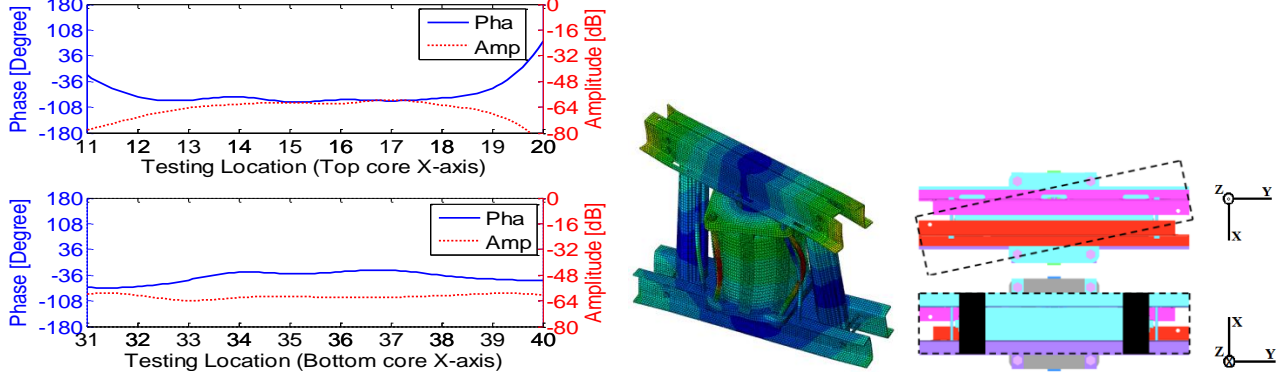 180
108
36
-36
-108
-180
Phase [Degree]
Pha
Amp
0
-16
-32
-48
-64
-80
Amplitude [dB]
11 12 13 14 15 16 17 18 19 20
Testing Location (Top core X-axis)
180
108
36
-36
-108
-180
Phase [Degree]
Pha
Amp
0
-16
-32
-48
-64
-80
Amplitude [dB]
31 32 33 34 35 36 37 38 39 40
Testing Location (Bottom core X-axis)
Z
Y
X
X
Z
Y